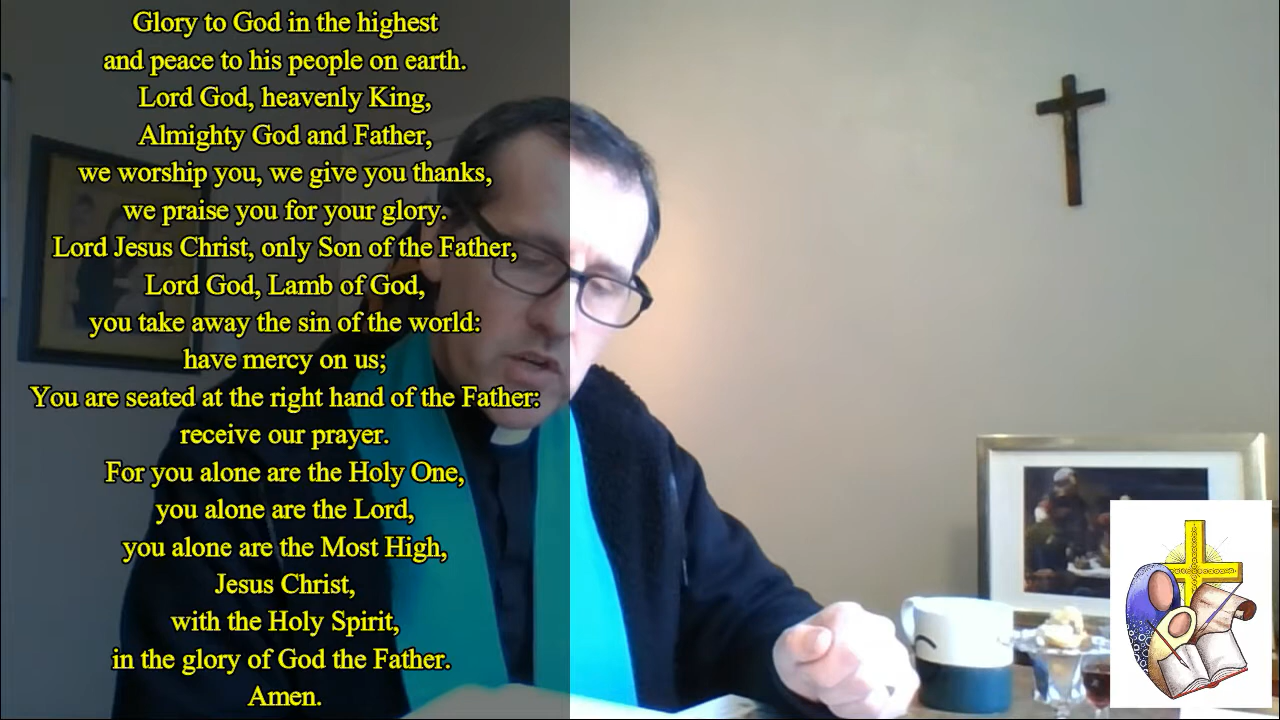 Glory to God in the highest
and peace to his people on earth.
Lord God, heavenly King,
Almighty God and Father,
we worship you, we give you thanks,
we praise you for your glory.
Lord Jesus Christ, only Son of the Father,
Lord God, Lamb of God,
you take away the sin of the world:
have mercy on us;
You are seated at the right hand of the Father:
receive our prayer.
For you alone are the Holy One,
you alone are the Lord,
you alone are the Most High,
Jesus Christ,
with the Holy Spirit,
in the glory of God the Father.
Amen.